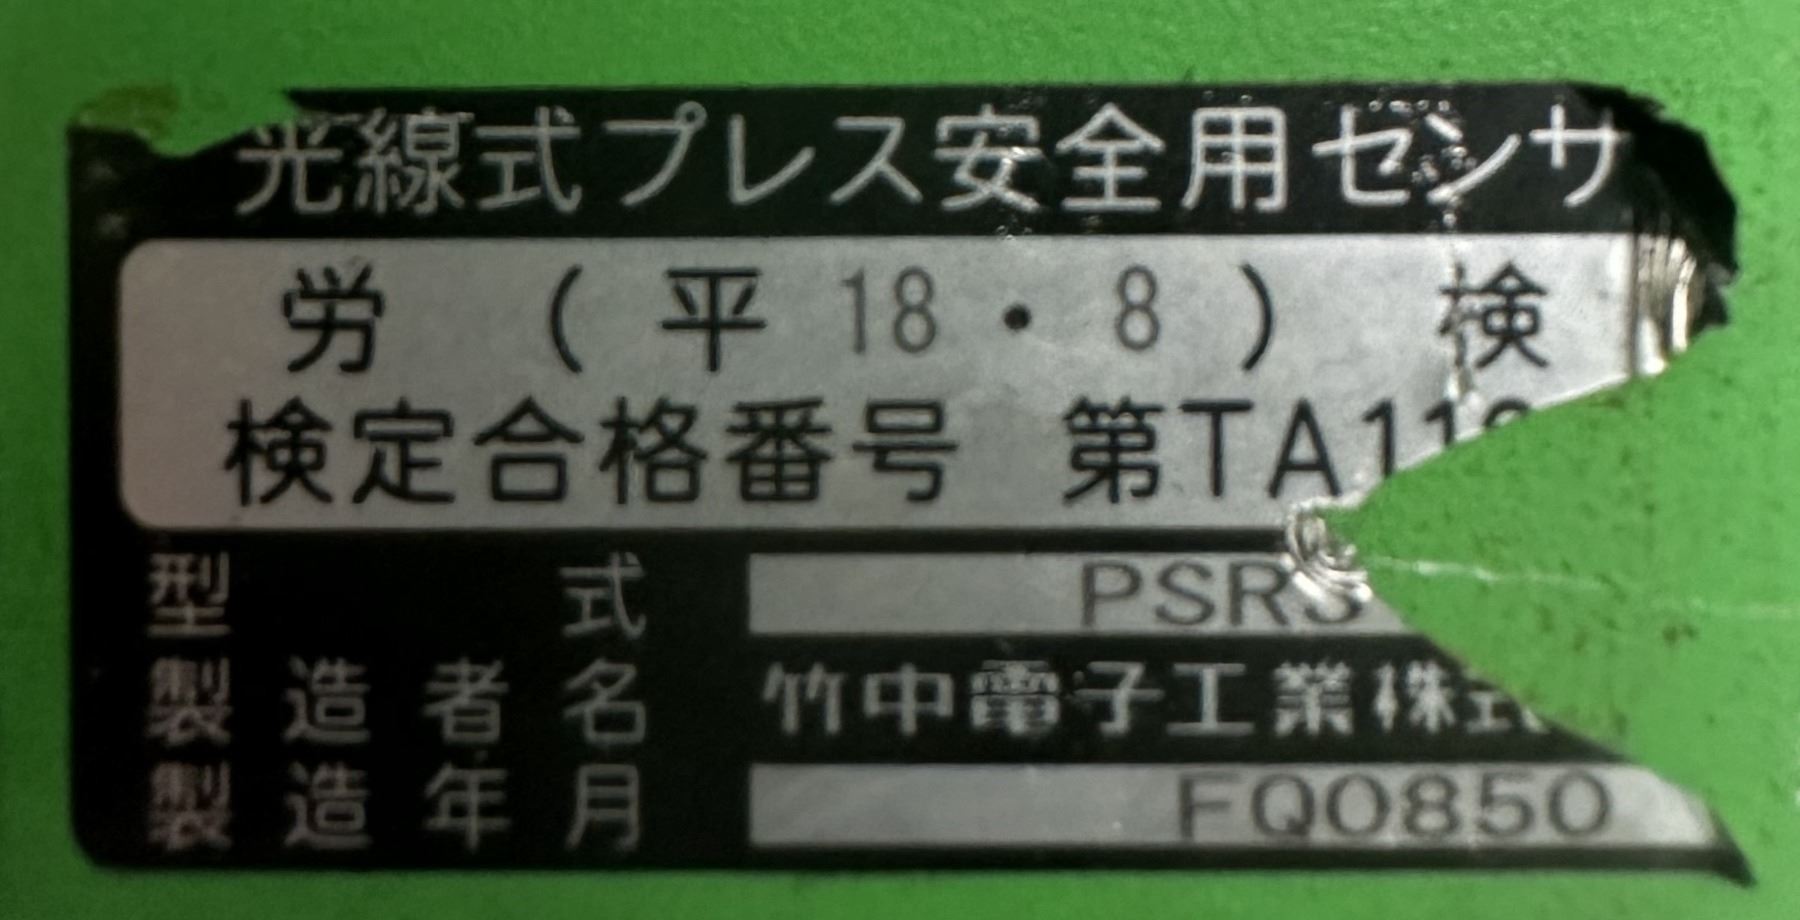 光線式プレス安全用センサ
労 ( 平 18 ・ 8 ) 検
検定合格番号 第TA11
型式 PSRS
製造者名 竹中電子工業株式
製造年月 FQ0850